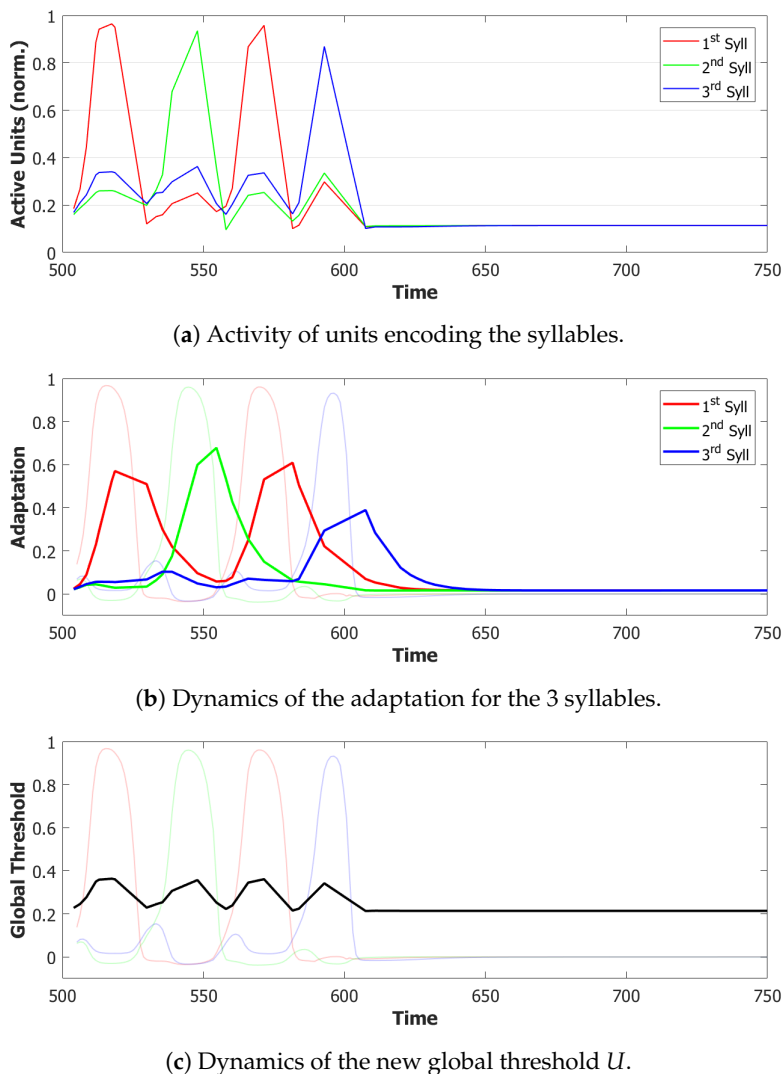 1
0.8
0.6
0.4
0.2
0
Active Units (norm.)
1st Syll
2nd Syll
3rd Syll
500 550 600 650 700 750
Time
(a) Activity of units encoding the syllables.
1
0.8
0.6
0.4
0.2
0
Adaptation
1st Syll
2nd Syll
3rd Syll
500 550 600 650 700 750
Time
(b) Dynamics of the adaptation for the 3 syllables.
1
0.8
0.6
0.4
0.2
0
Global Threshold
500 550 600 650 700 750
Time
(c) Dynamics of the new global threshold U.